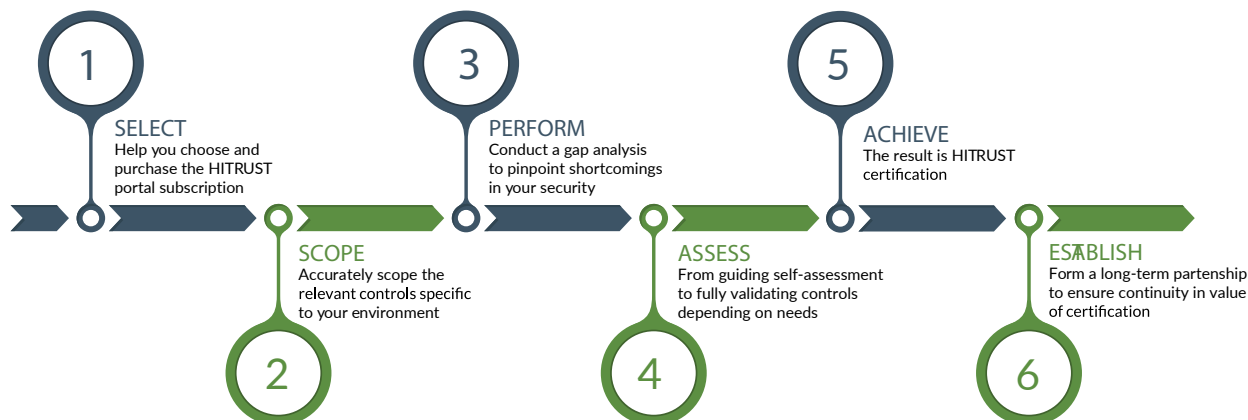 1
SELECT
Help you choose and
purchase the HITRUST
portal subscription
2
SCOPE
Accurately scope the
relevant controls specific
to your environment
3
PERFORM
Conduct a gap analysis
to pinpoint shortcomings
in your security
4
ASSESS
From guiding self-assessment
to fully validating controls
depending on needs
5
ACHIEVE
The result is HITRUST
certification
6
ESTABLISH
Form a long-term partenship
to ensure continuity in value
of certification